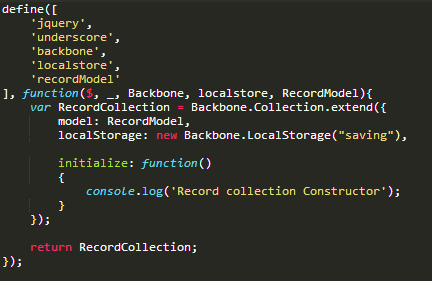 define([
    'jquery',
    'underscore',
    'backbone',
    'localstore',
    'recordModel'
], function($, _, Backbone, localstore, RecordModel){
    var RecordCollection = Backbone.Collection.extend({
        model: RecordModel,
        localStorage: new Backbone.LocalStorage("saving"),

        initialize: function()
        {
            console.log('Record collection Constructor');
        }
    });

    return RecordCollection;
});